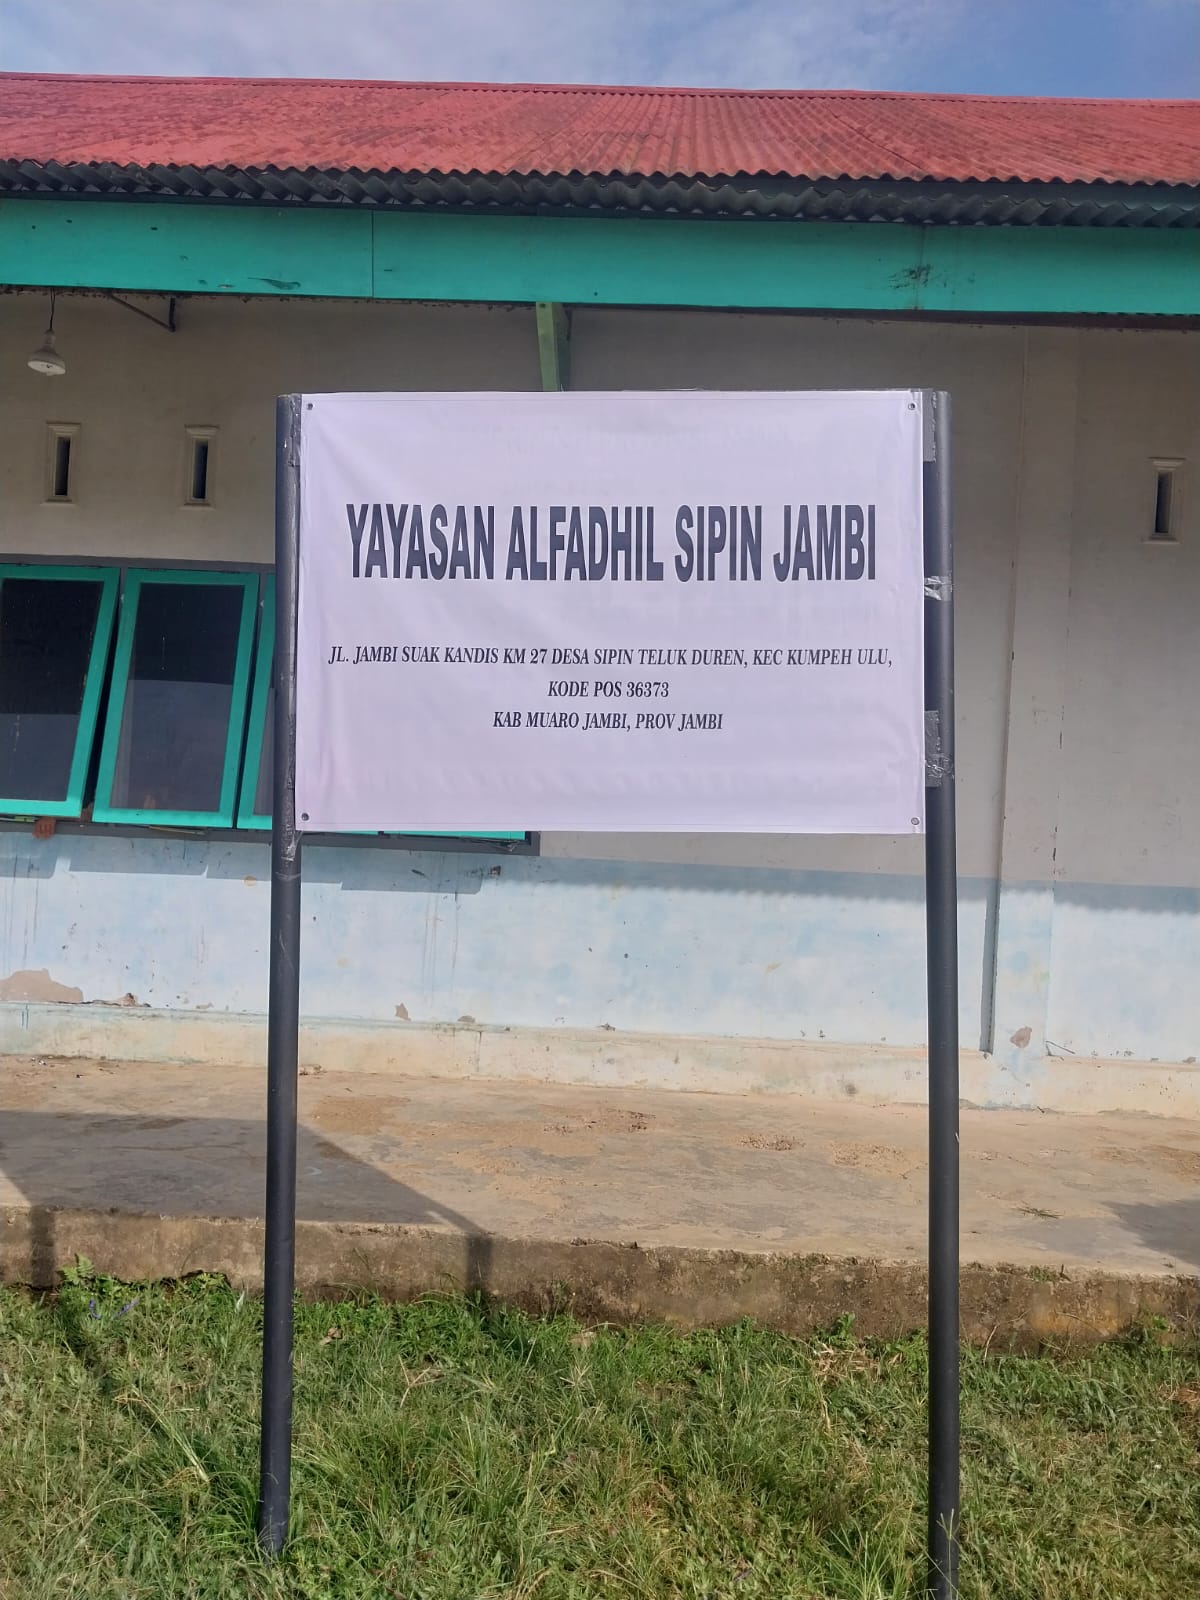 YAYASAN ALFADHIL SIPIN JAMBI
JL. JAMBI SUAK KANDIS KM 27 DESA SIPIN TELUK DUREN, KEC KUMPEH ULU,
KODE POS 36373
KAB MUARO JAMBI, PROV JAMBI